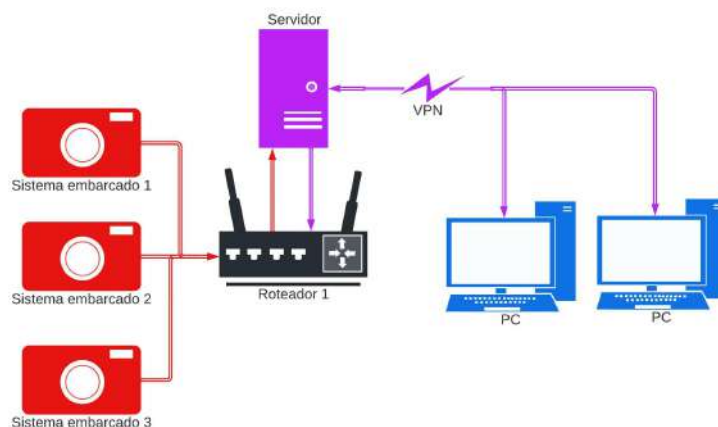 Servidor
VPN
Sistema embarcado 1
Sistema embarcado 2
Roteador 1
PC
PC
Sistema embarcado 3